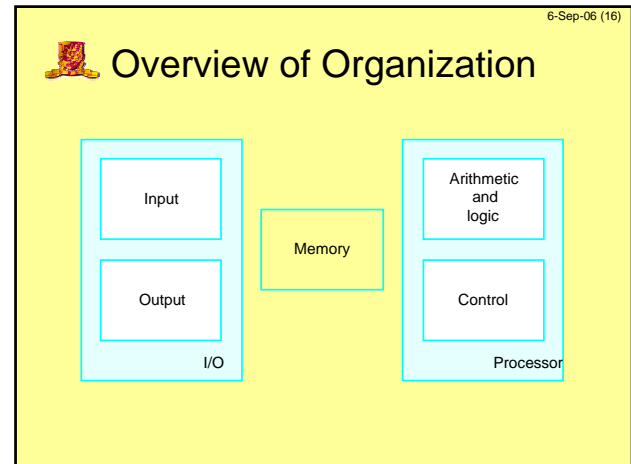 6-Sep-06 (16)
Overview of Organization
Input
Output
I/O
Memory
Arithmetic
and
logic
Control
Processor